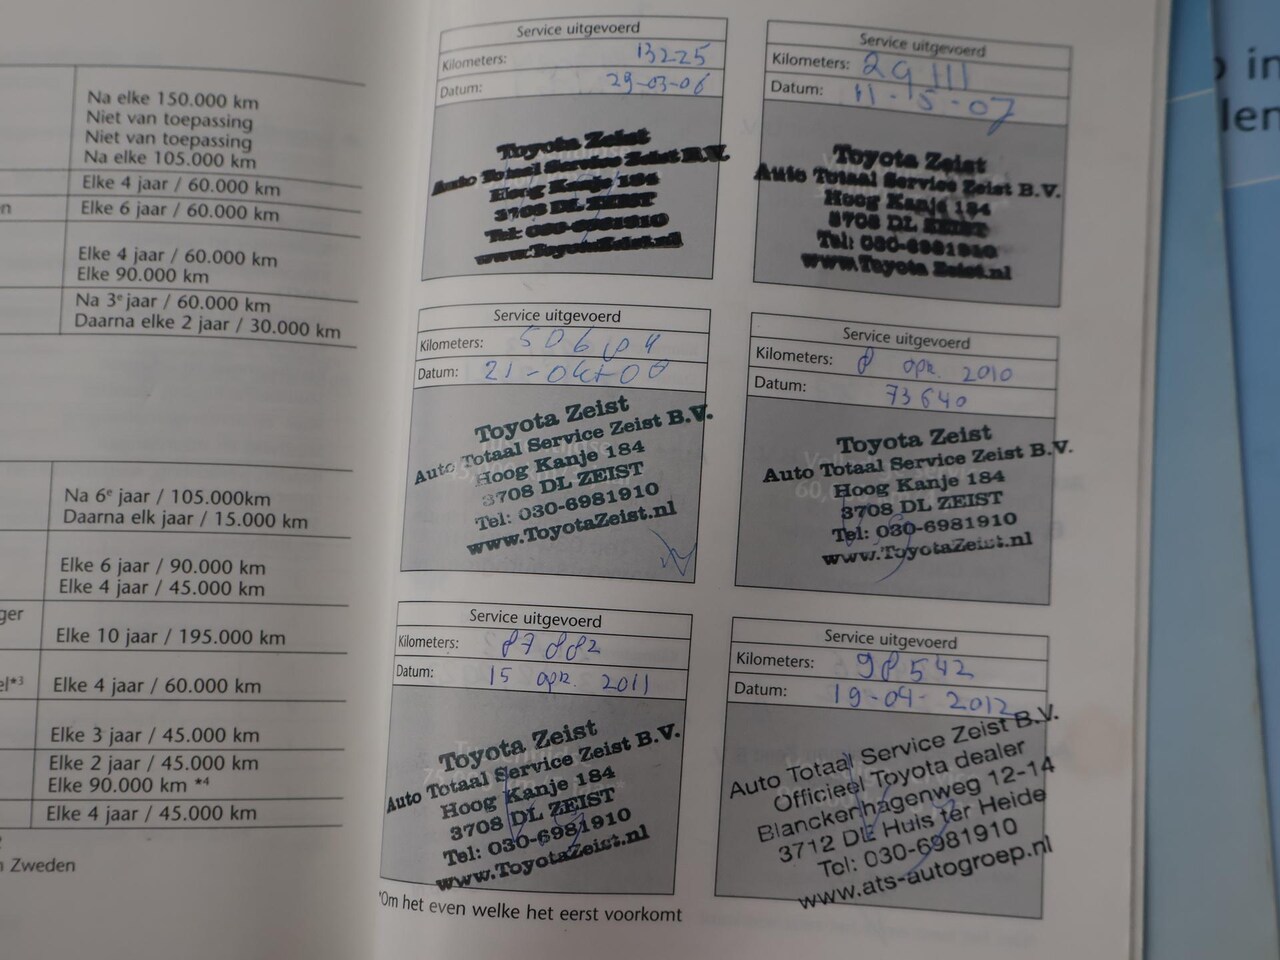 Na elke 150.000 km
Niet van toepassing
Niet van toepassing
Na elke 105.000 km
Elke 4 jaar / 60.000 km
en Elke 6 jaar / 60.000 km
Elke 4 jaar / 60.000 km
Elke 90.000 km
Na 3e jaar / 60.000 km
Daarna elke 2 jaar / 30.000 km
Na 6e jaar / 105.000km
Daarna elk jaar / 15.000 km
Elke 6 jaar / 90.000 km
Elke 4 jaar / 45.000 km
ger
Elke 10 jaar / 195.000 km
el*3 Elke 4 jaar / 60.000 km
Elke 3 jaar / 45.000 km
Elke 2 jaar / 45.000 km
Elke 90.000 km *4
Elke 4 jaar / 45.000 km
Zweden
Service uitgevoerd
Kilometers: 13225
Datum: 29-03-06
Toyota Zeist
Auto Totaal Service Zeist B.V.
Hoog Kanje 184
3708 DL ZEIST
Tel: 030-6981910
www.ToyotaZeist.nl
Service uitgevoerd
Kilometers: 29111
Datum: 11-5-07
Toyota Zeist
Auto Totaal Service Zeist B.V.
Hoog Kanje 184
3708 DL ZEIST
Tel: 030-6981910
www.ToyotaZeist.nl
Service uitgevoerd
Kilometers:
Datum: 21-okt-08
Toyota Zeist
Auto Totaal Service Zeist B.V.
Hoog Kanje 184
3708 DL ZEIST
Tel: 030-6981910
www.ToyotaZeist.nl
Service uitgevoerd
Kilometers: 8 apr. 2010
Datum: 73640
Toyota Zeist
Auto Totaal Service Zeist B.V.
Hoog Kanje 184
3708 DL ZEIST
Tel: 030-6981910
www.ToyotaZeist.nl
Service uitgevoerd
Kilometers: 87882
Datum: 15 apr. 2011
Toyota Zeist
Auto Totaal Service Zeist B.V.
Hoog Kanje 184
3708 DL ZEIST
Tel: 030-6981910
www.ToyotaZeist.nl
Service uitgevoerd
Kilometers: 98542
Datum: 19-04-2012
Auto Totaal Service Zeist B.V.
Officieel Toyota dealer
Blanckenhagenweg 12-14
3712 DL Huis ter Heide
Tel: 030-6981910
www.ats-autogroep.nl
*Om het even welke het eerst voorkomt